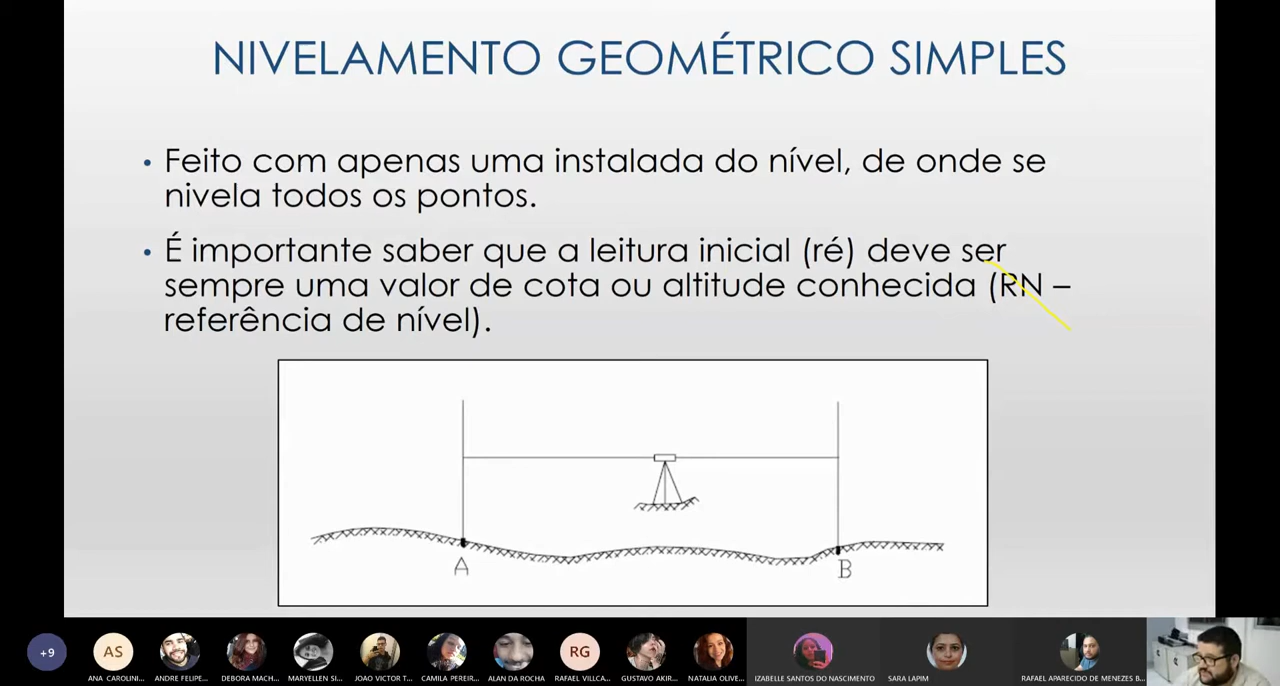 NIVELAMENTO GEOMÉTRICO SIMPLES
• Feito com apenas uma instalada do nível, de onde se
nivela todos os pontos.
• É importante saber que a leitura inicial (ré) deve ser
sempre uma valor de cota ou altitude conhecida (RN –
referência de nível).
A
B
+9
AS
RG
ANA CAROLINI...
ANDRE FELIPE...
DEBORA MACH...
MARYELLEN SI...
JOAO VICTOR T...
CAMILA PEREIR...
ALAN DA ROCHA
RAFAEL VILLCA...
GUSTAVO AKIR...
NATALIA OLIVE...
IZABELLE SANTOS DO NASCIMENTO
SARA LAPIM
RAFAEL APARECIDO DE MENEZES B...